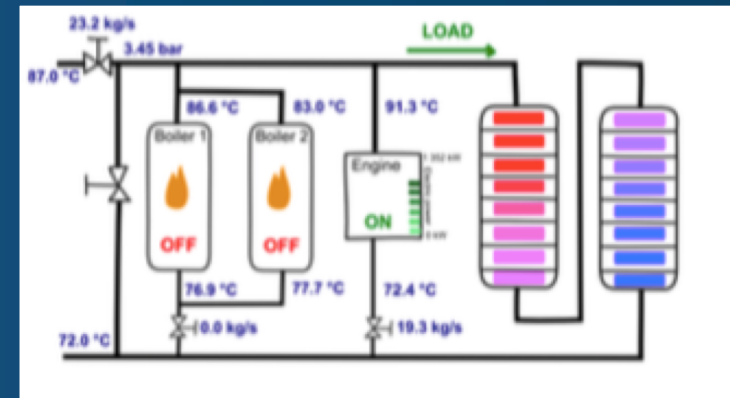 23.2 kg/s
LOAD
3.45 bar
87.0 °C
86.6 °C
83.0 °C
91.3 °C
Boiler 1
Boiler 2
Engine
ON
OFF
OFF
76.9 °C
77.7 °C
72.4 °C
0.0 kg/s
19.3 kg/s
72.0 °C